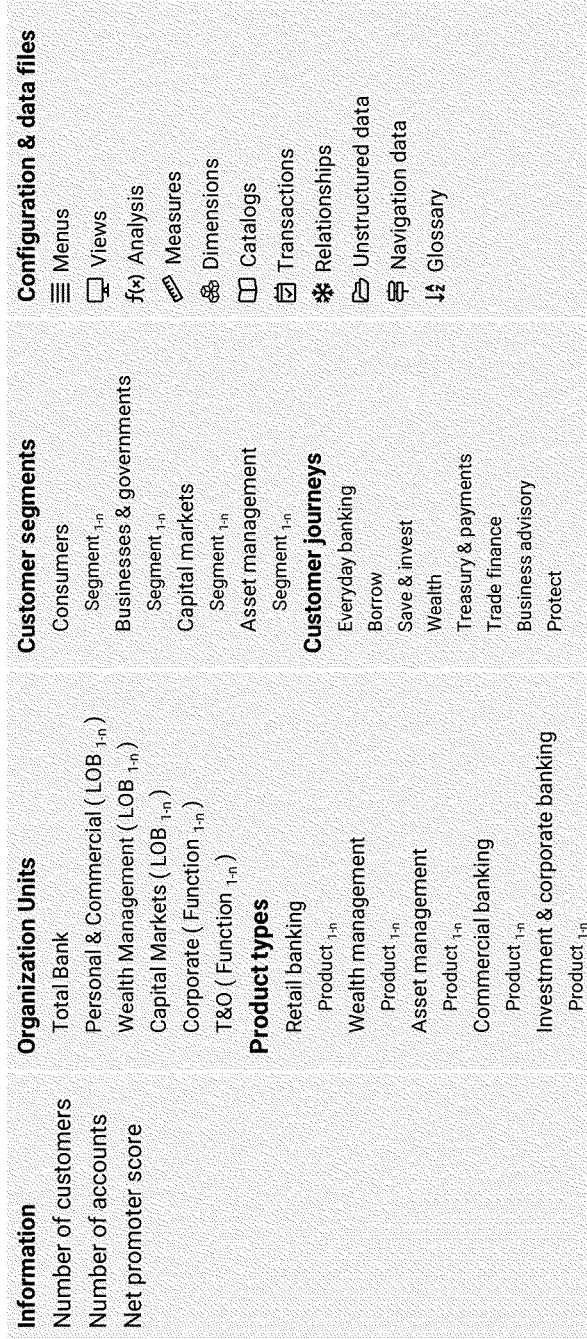 Information
Number of customers
Number of accounts
Net promoter score
Organization Units
Total Bank
Personal & Commercial ( LOB 1-n )
Wealth Management ( LOB 1-n )
Capital Markets ( LOB 1-n )
Corporate ( Function 1-n )
T&O ( Function 1-n )
Product types
Retail banking
Product 1-n
Wealth management
Product 1-n
Asset management
Product 1-n
Commercial banking
Product 1-n
Investment & corporate banking
Product 1-n
Customer segments
Consumers
Segment 1-n
Businesses & governments
Segment 1-n
Capital markets
Segment 1-n
Asset management
Segment 1-n
Customer journeys
Everyday banking
Borrow
Save & invest
Wealth
Treasury & payments
Trade finance
Business advisory
Protect
Configuration & data files
Menus
Views
f(x) Analysis
Measures
Dimensions
Catalogs
Transactions
Relationships
Unstructured data
Navigation data
AZ Glossary